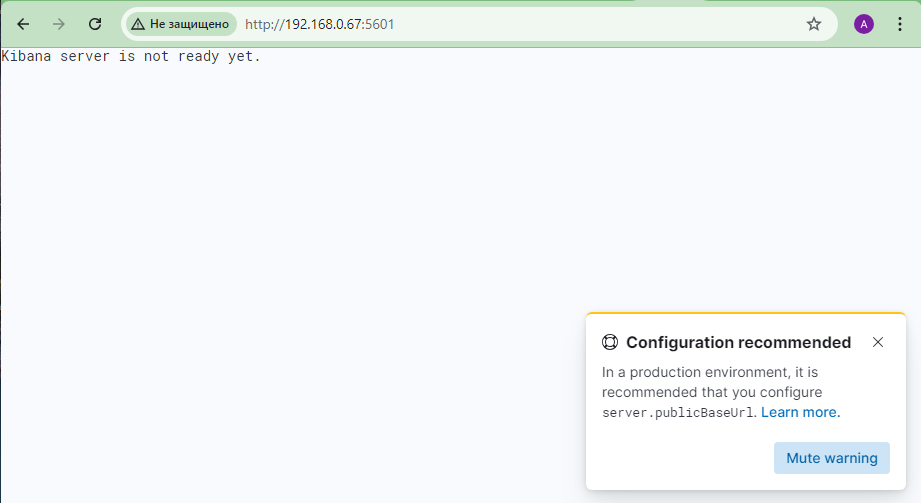 Не защищено http://192.168.0.67:5601 A
Kibana server is not ready yet.
Configuration recommended
In a production environment, it is
recommended that you configure
server.publicBaseUrl. Learn more.
Mute warning